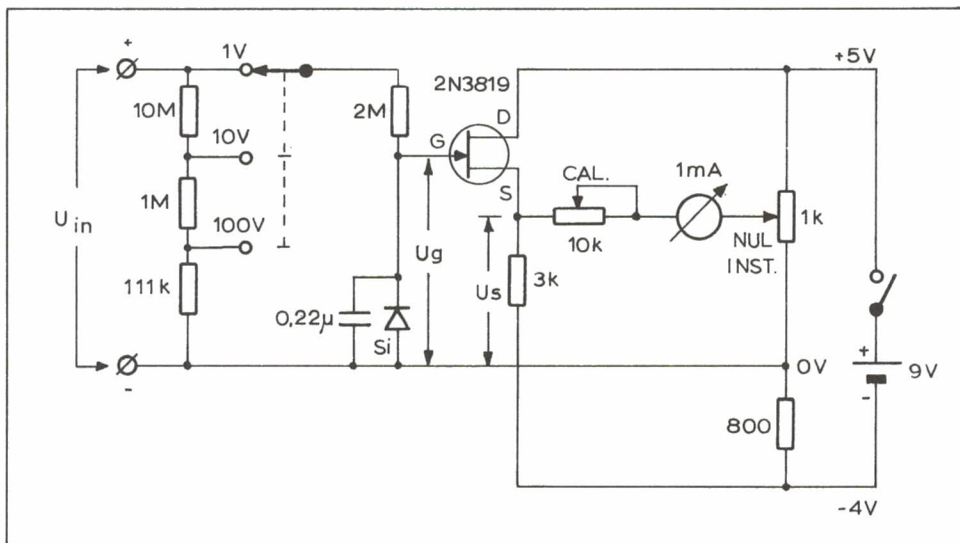 +
1V
+5V
2N3819
10M
2M
D
G
10V
CAL.
1mA
S
U in
1M
1k
100V
Ug
10k
NUL
INST.
Us
3k
111k
0,22µ
Si
+
0V
9V
-
-
800
-4V